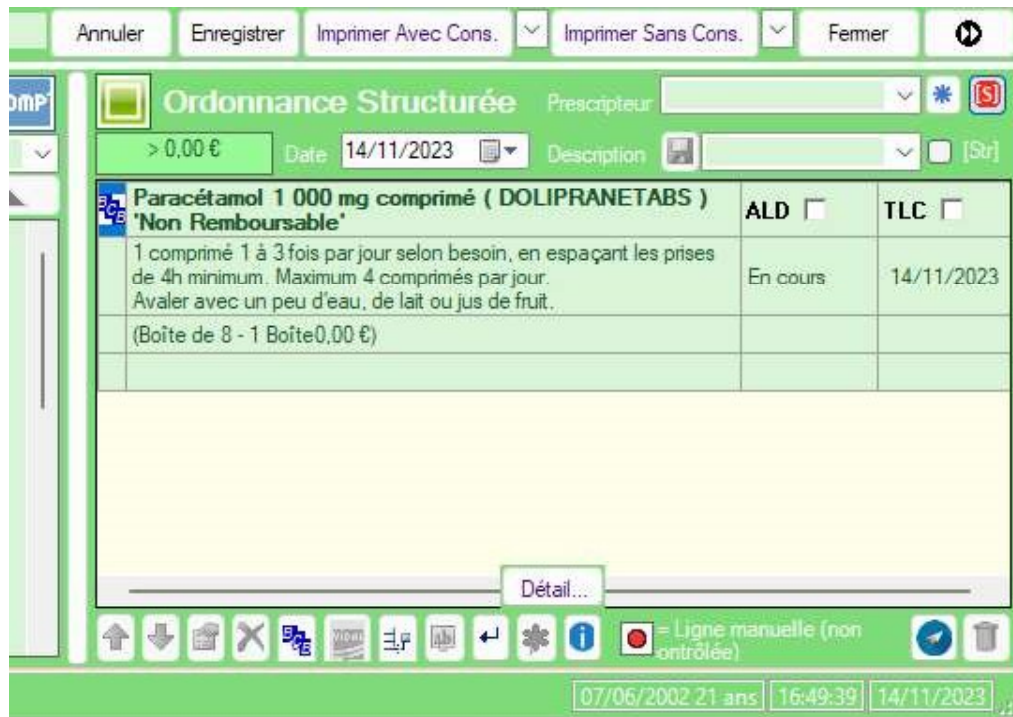 Annuler Enregistrer Imprimer Avec Cons. Imprimer Sans Cons. Fermer
Ordonnance Structurée Prescripteur [S]
> 0,00 € Date 14/11/2023 Description [Str]
BCB Paracétamol 1 000 mg comprimé ( DOLIPRANETABS ) ALD TLC
'Non Remboursable'
1 comprimé 1 à 3 fois par jour selon besoin, en espaçant les prises
de 4h minimum. Maximum 4 comprimés par jour. En cours 14/11/2023
Avaler avec un peu d'eau, de lait ou jus de fruit.
(Boîte de 8 - 1 Boîte0,00 €)
Détail...
BCB VIDAL ab = Ligne manuelle (non
ontrôlée)
07/06/2002 21 ans 16:49:39 14/11/2023